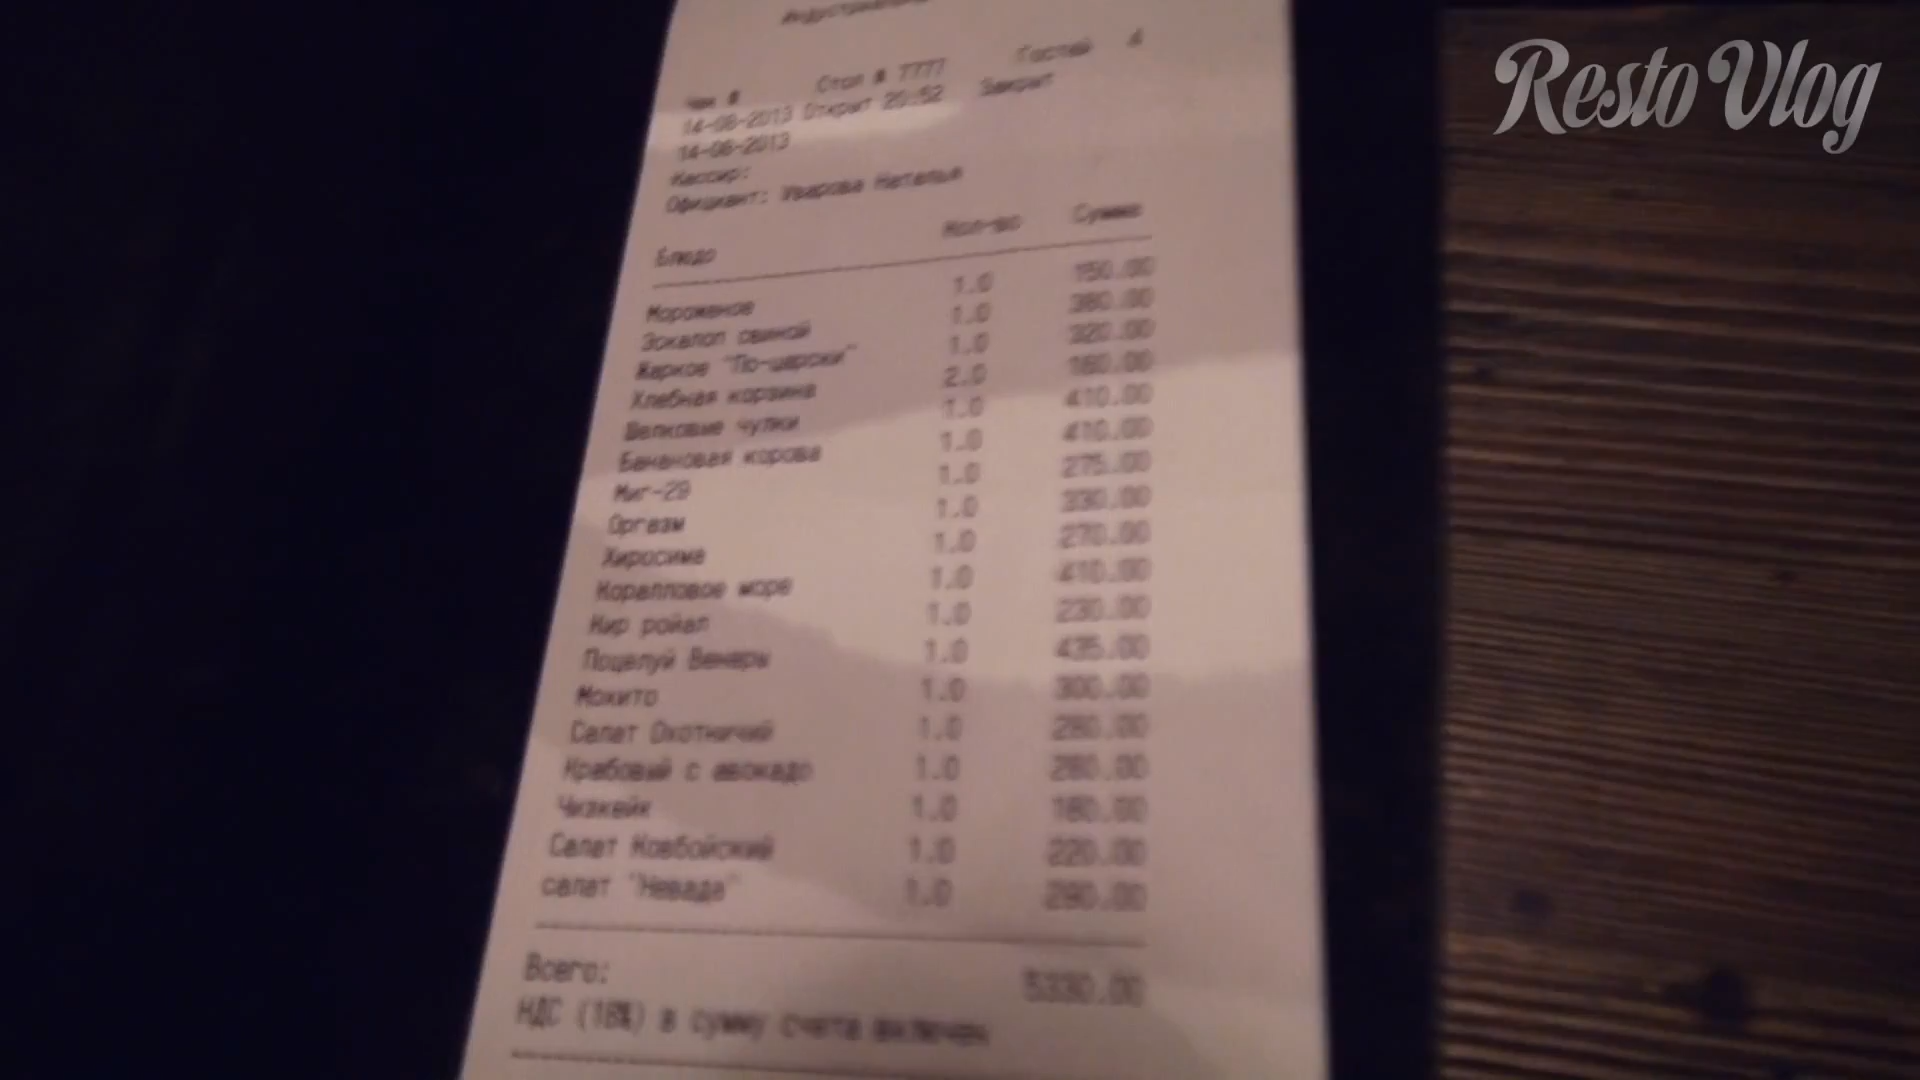 Resto Vlog
Чек # Стол # 7777 Гостей 4
14-06-2013 Открыт 20:52 Закрыт
14-06-2013
Кассир:
Официант: Уварова Наталья
Блюдо Кол-во Сумма
Мороженое 1.0 150.00
Эскалоп свиной 1.0 380.00
Жаркое "По-царски" 1.0 320.00
Хлебная корзина 2.0 160.00
Шелковые чулки 1.0 410.00
Банановая корова 1.0 410.00
Миг-29 1.0 275.00
Оргазм 1.0 330.00
Хиросима 1.0 270.00
Коралловое море 1.0 410.00
Кир ройал 1.0 230.00
Поцелуй Венеры 1.0 435.00
Мохито 1.0 300.00
Салат Охотничий 1.0 280.00
Крабовый с авокадо 1.0 280.00
Чизкейк 1.0 180.00
Салат Ковбойский 1.0 220.00
салат "Невада" 1.0 290.00
Всего: 5330.00
НДС (18%) в сумму счета включен